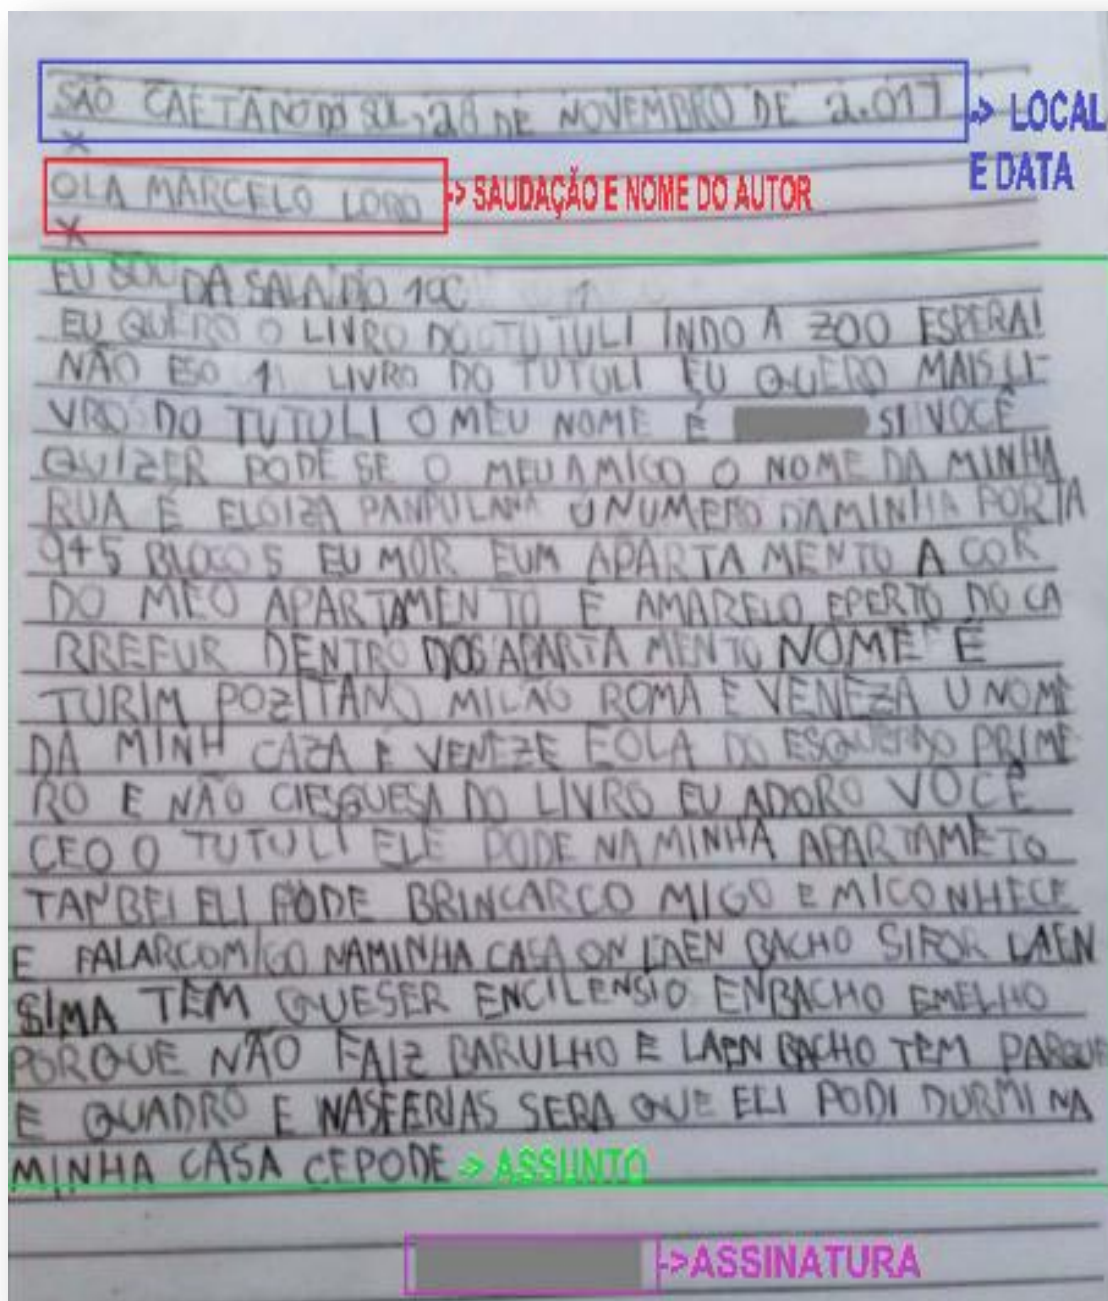 SÃO CAETANO DO SUL, 28 DE NOVEMBRO DE 2.017 -> LOCAL
E DATA
X
OLA MARCELO LORO -> SAUDAÇÃO E NOME DO AUTOR
X
EU SOU DA SALA DO 1ºC
EU QUERO O LIVRO DO TUTULI INDO A ZOO ESPERA!
NÃO ESO 1 LIVRO DO TUTULI EU QUERO MAIS LI-
VROS DO TUTULI O MEU NOME É SI VOCÊ
QUIZER PODE SE O MEU AMIGO O NOME DA MINHA
RUA É ELOIZA PANPULANA U NUMERO DAMINHA PORTA
945 BLOCO 5 EU MOR EUM APARTA MENTO A COR
DO MEO APARTAMENTO E AMARELO EPERTO DO CA
RREFUR DENTRO DOS APARTA MENTO NOME É
TURIM POZITANO MILÃO ROMA E VENEZA U NOME
DA MINH CAZA E VENEZE EOLA DO ESQUERDO PRIME
RO E NÃO CIESQUESA DO LIVRO EU ADORO VOCÊ
CEO O TUTULI ELE PODE NA MINHA APARTAMETO
TANBEI ELI PODE BRINCARCO MIGO E MICONHECE
E FALARCOMIGO NAMINHA CASA ON LAEN BACHO SIFOR LAEN
SIMA TEM QUESER ENCILENSIO ENBACHO EMELHO
PORQUE NÃO FAIZ BARULHO E LAEN BACHO TEM PARQUE
E QUADRO E NASFERIAS SERA QUE ELI PODI DURMI NA
MINHA CASA CEPODE -> ASSUNTO
->ASSINATURA